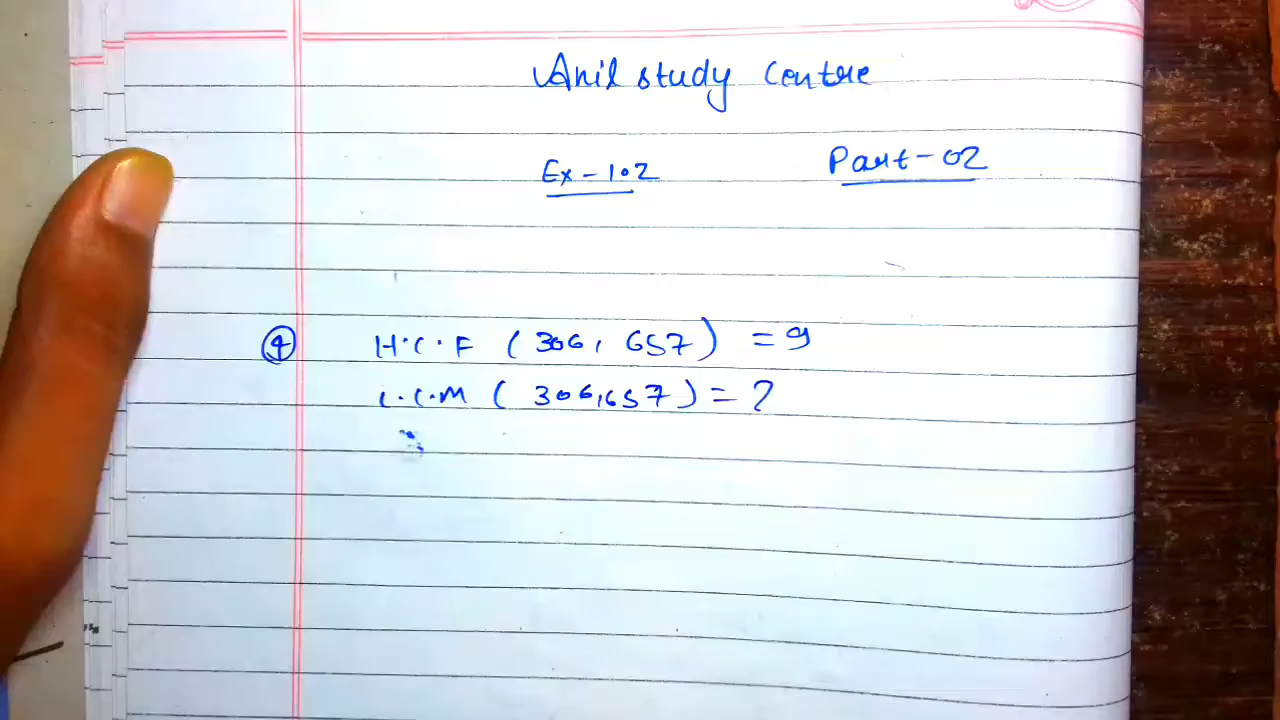 Anil study Centre
Ex - 1.2
Part - 02
4 H.C.F (306, 657) = 9
L.C.M (306,657) = ?